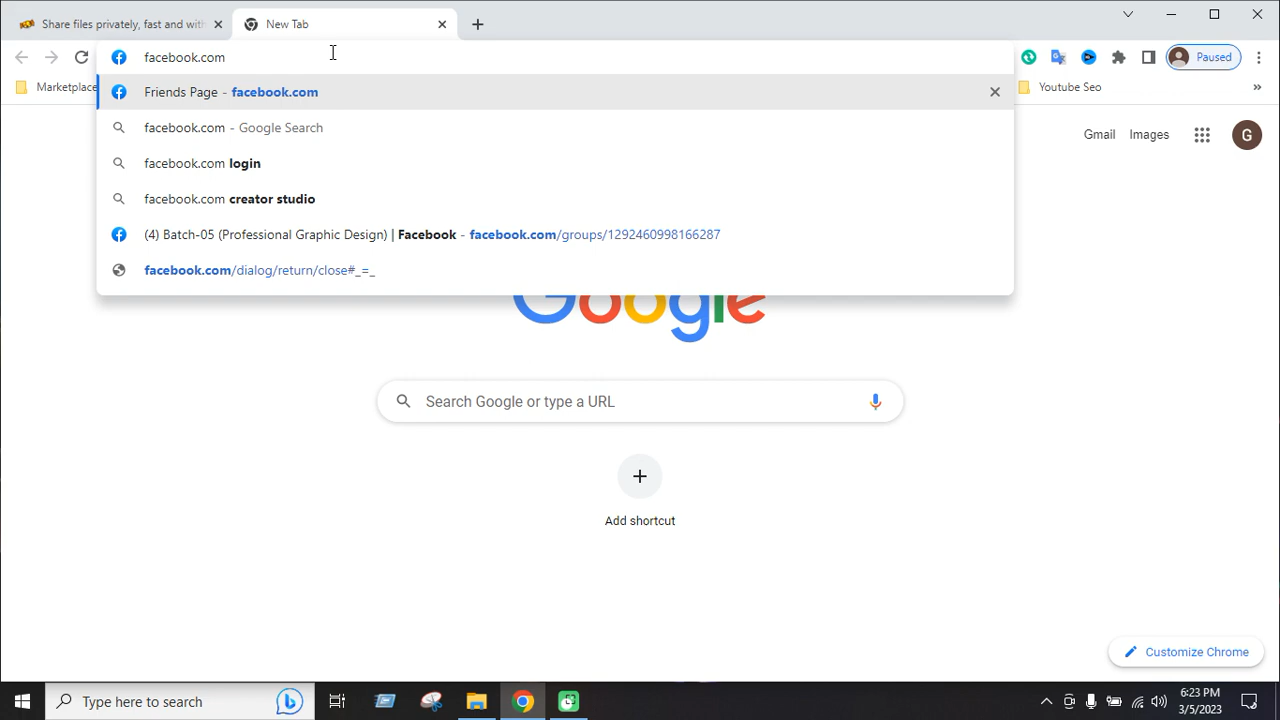 Share files privately, fast and with
New Tab
facebook.com
Paused
Marketplace
Friends Page - facebook.com
Youtube Seo
facebook.com - Google Search
Gmail
Images
G
facebook.com login
facebook.com creator studio
(4) Batch-05 (Professional Graphic Design) | Facebook - facebook.com/groups/1292460998166287
facebook.com/dialog/return/close#_=_
Google
Search Google or type a URL
Add shortcut
Customize Chrome
Type here to search
6:23 PM
3/5/2023